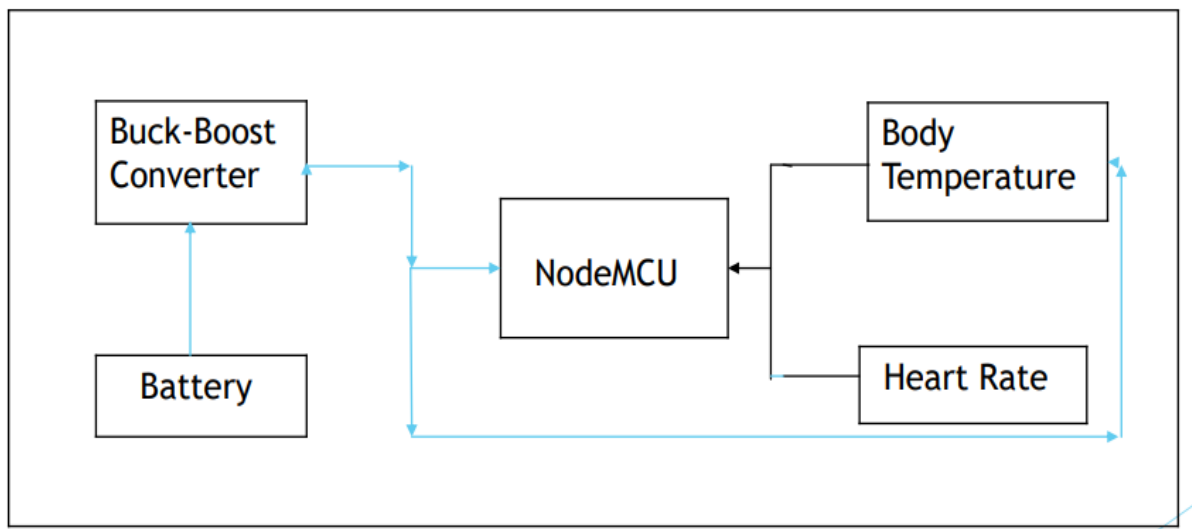 Buck-Boost
Converter
Battery
NodeMCU
Body
Temperature
Heart Rate